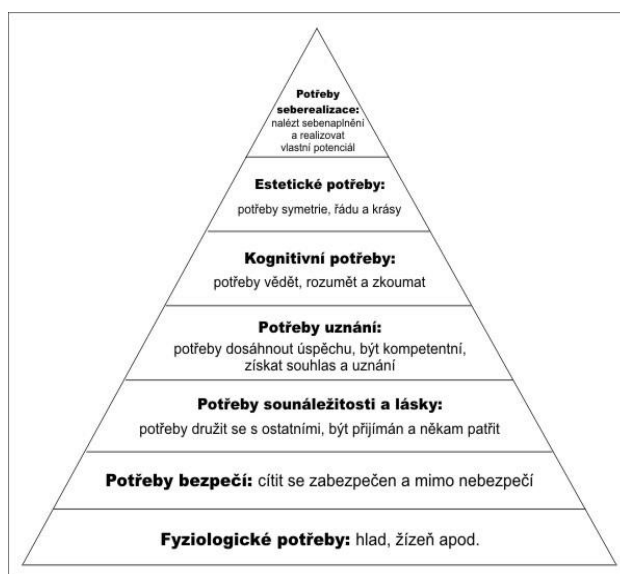 Potřeby
seberealizace:
nalézt sebenaplnění
a realizovat
vlastní potenciál
Estetické potřeby:
potřeby symetrie, řádu a krásy
Kognitivní potřeby:
potřeby vědět, rozumět a zkoumat
Potřeby uznání:
potřeby dosáhnout úspěchu, být kompetentní,
získat souhlas a uznání
Potřeby sounáležitosti a lásky:
potřeby družit se s ostatními, být přijímán a někam patřit
Potřeby bezpečí: cítit se zabezpečen a mimo nebezpečí
Fyziologické potřeby: hlad, žízeň apod.